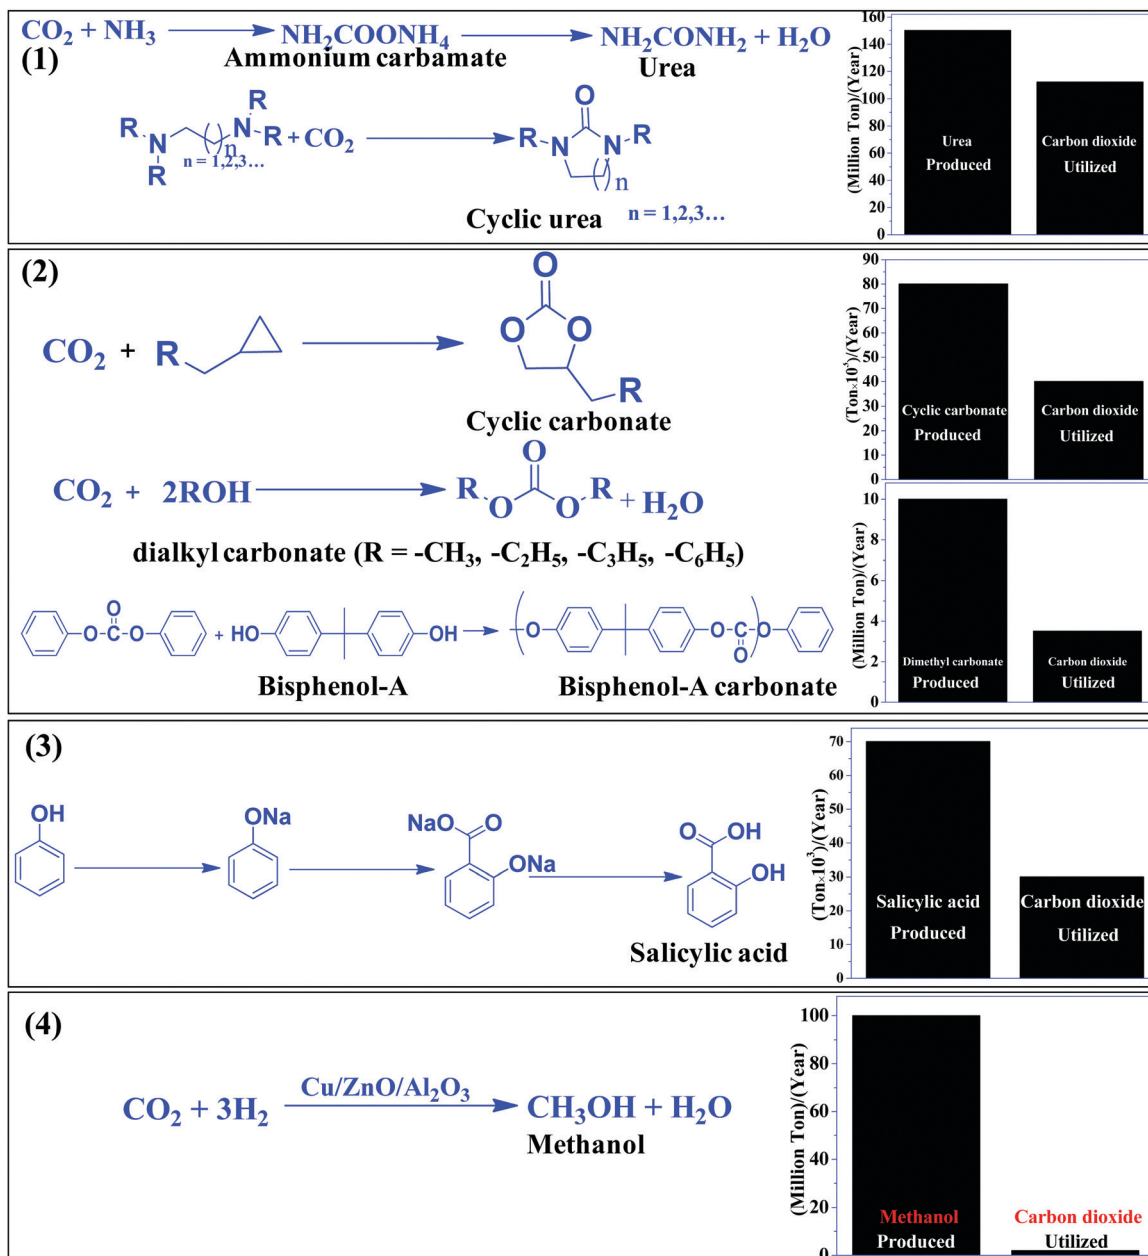 (1)
CO₂ + NH₃ NH₂COONH₄ NH₂CONH₂ + H₂O
Ammonium carbamate Urea
R R N R N R n + CO₂
n = 1,2,3...
O R N N R n
Cyclic urea n = 1,2,3...
(Million Ton)/(Year)
160
140
120
100
80
60
40
20
0
Urea
Produced
Carbon dioxide
Utilized
(2)
CO₂ + R
O O O R
Cyclic carbonate
CO₂ + 2ROH
R O O O R + H₂O
dialkyl carbonate (R = -CH₃, -C₂H₅, -C₃H₅, -C₆H₅)
O O C O + HO OH
O O C O O
Bisphenol-A Bisphenol-A carbonate
90
80
70
60
50
40
30
20
10
0
Cyclic carbonate
Produced
Carbon dioxide
Utilized
(Million Ton)/(Year)
10
8
6
4
2
0
Dimethyl carbonate
Produced
Carbon dioxide
Utilized
(3)
OH
ONa
NaO O ONa
O OH OH
Salicylic acid
(Ton×10³)/(Year)
70
60
50
40
30
20
10
0
Salicylic acid
Produced
Carbon dioxide
Utilized
(4)
CO₂ + 3H₂ Cu/ZnO/Al₂O₃ CH₃OH + H₂O
Methanol
(Million Ton)/(Year)
100
80
60
40
20
0
Methanol
Produced
Carbon dioxide
Utilized